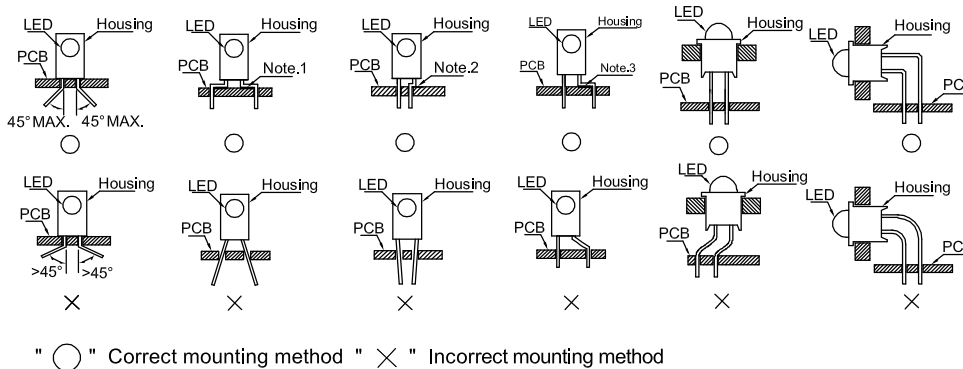 LED Housing
PCB
45° MAX. 45° MAX.
LED Housing
PCB Note.1
LED Housing
PCB Note.2
LED Housing
PCB Note.3
LED Housing
PCB
LED Housing
PC
LED Housing
PCB
>45° >45°
LED Housing
PCB
LED Housing
PCB
LED Housing
PCB
LED Housing
PCB
LED Housing
PC
" ◯ " Correct mounting method " ✕ " Incorrect mounting method